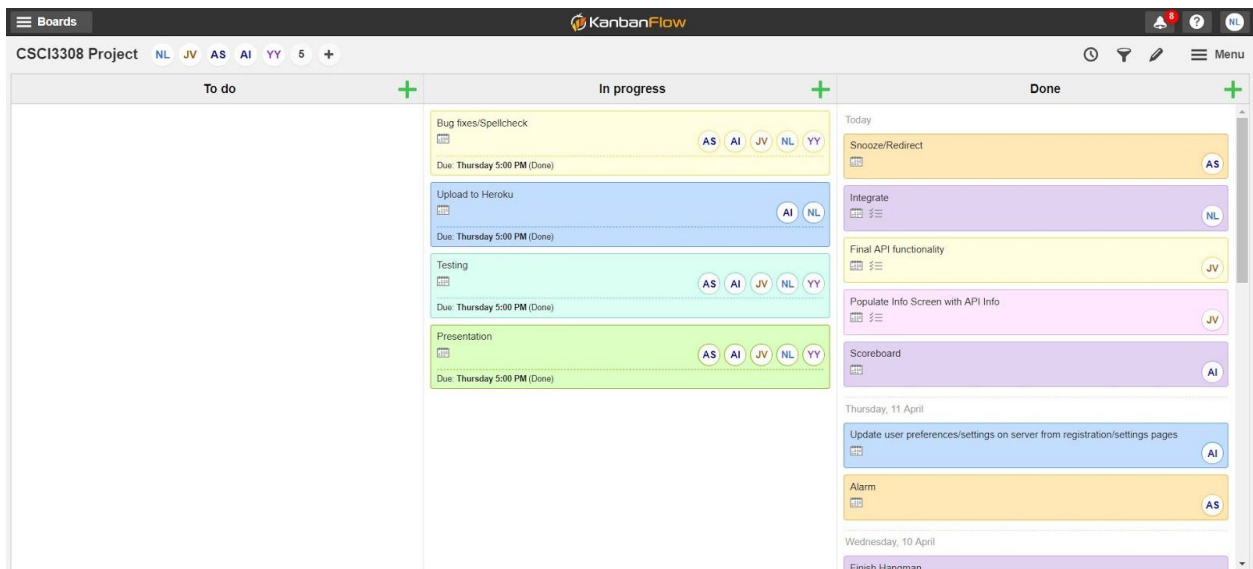 Boards
KanbanFlow
8
?
NL
CSCI3308 Project NL JV AS AI YY 5 +
Menu
To do
In progress
Done
Bug fixes/Spellcheck
AS AI JV NL YY
Due: Thursday 5:00 PM (Done)
Upload to Heroku
AI NL
Due: Thursday 5:00 PM (Done)
Testing
AS AI JV NL YY
Due: Thursday 5:00 PM (Done)
Presentation
AS AI JV NL YY
Due: Thursday 5:00 PM (Done)
Today
Snooze/Redirect
AS
Integrate
NL
Final API functionality
JV
Populate Info Screen with API Info
JV
Scoreboard
AI
Thursday, 11 April
Update user preferences/settings on server from registration/settings pages
AI
Alarm
AS
Wednesday, 10 April
Finish Hangman